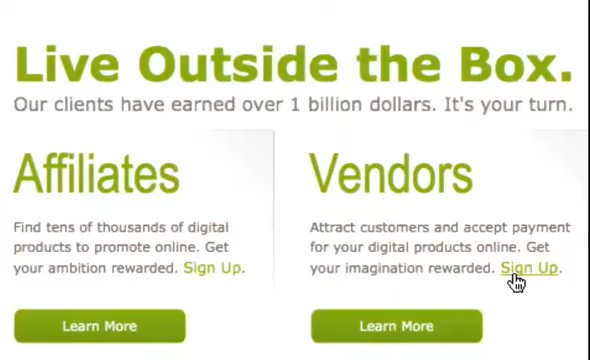 Live Outside the Box.
Our clients have earned over 1 billion dollars. It's your turn.
Affiliates
Find tens of thousands of digital
products to promote online. Get
your ambition rewarded. Sign Up.
Learn More
Vendors
Attract customers and accept payment
for your digital products online. Get
your imagination rewarded. Sign Up.
Learn More